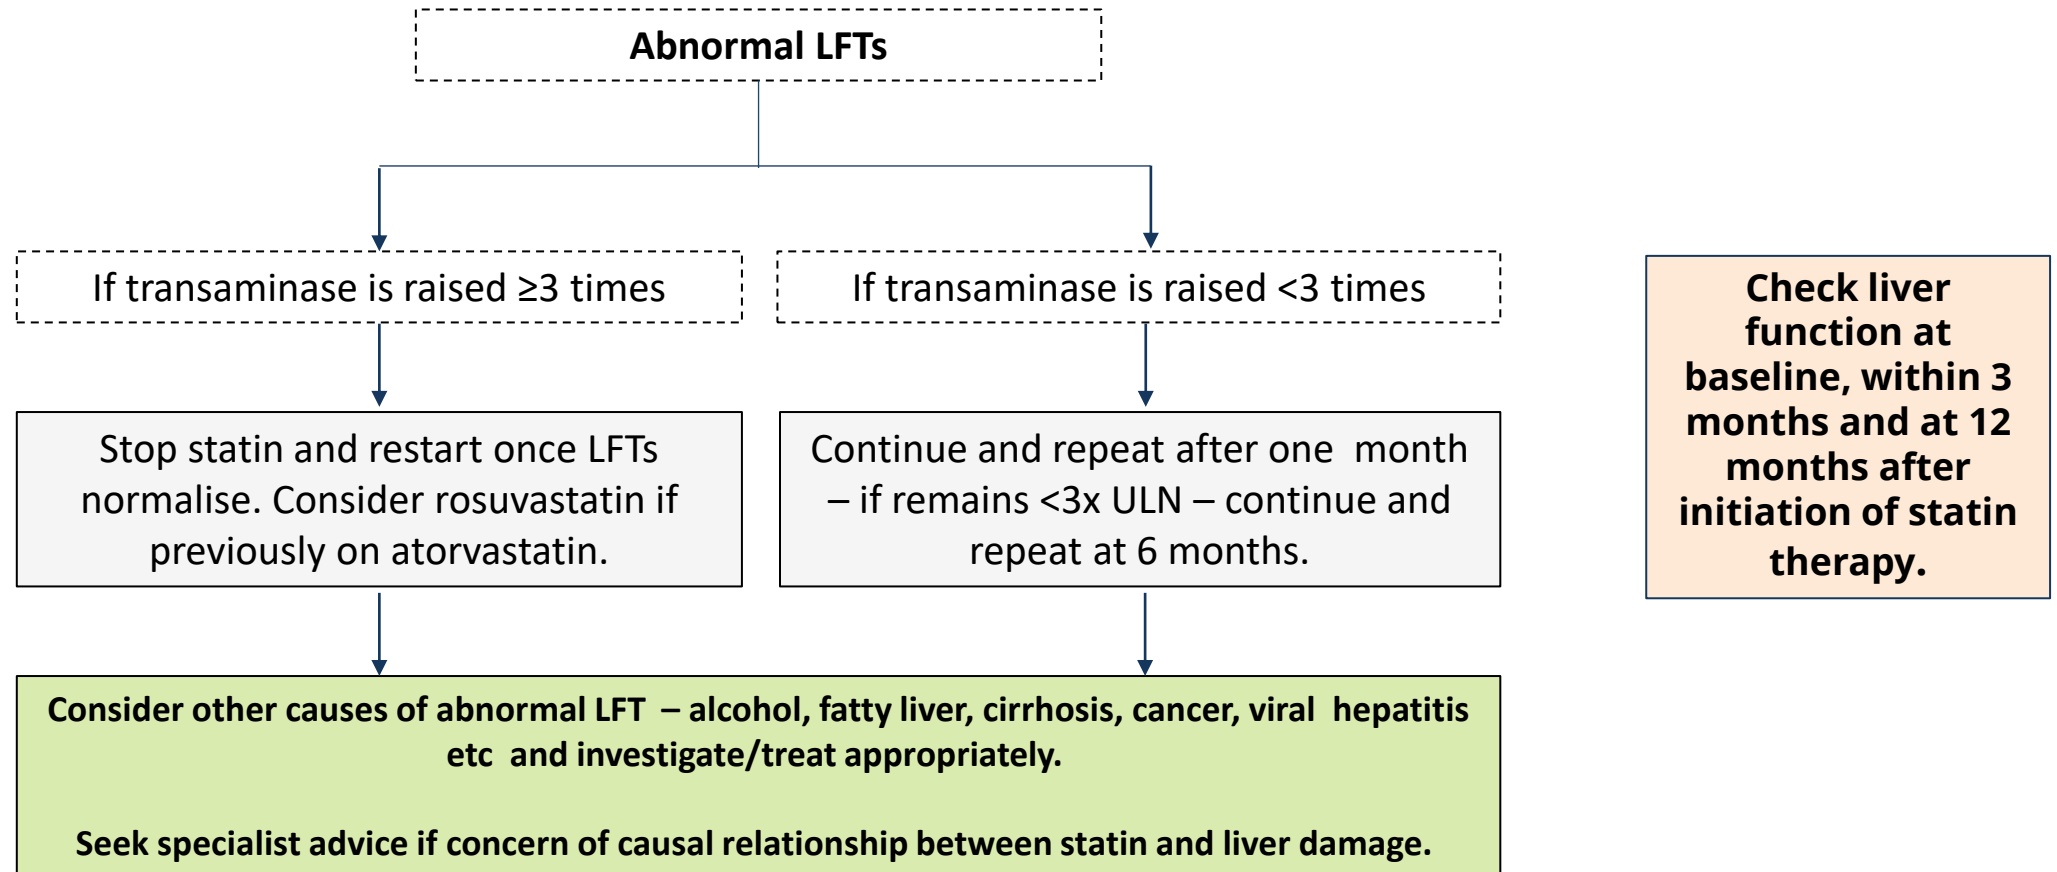 Abnormal LFTs
If transaminase is raised ≥3 times
If transaminase is raised <3 times
Stop statin and restart once LFTs
normalise. Consider rosuvastatin if
previously on atorvastatin.
Continue and repeat after one  month
– if remains <3x ULN – continue and
repeat at 6 months.
Consider other causes of abnormal LFT  – alcohol, fatty liver, cirrhosis, cancer, viral  hepatitis
etc  and investigate/treat appropriately.
Seek specialist advice if concern of causal relationship between statin and liver damage.
Check liver
function at
baseline, within 3
months and at 12
months after
initiation of statin
therapy.